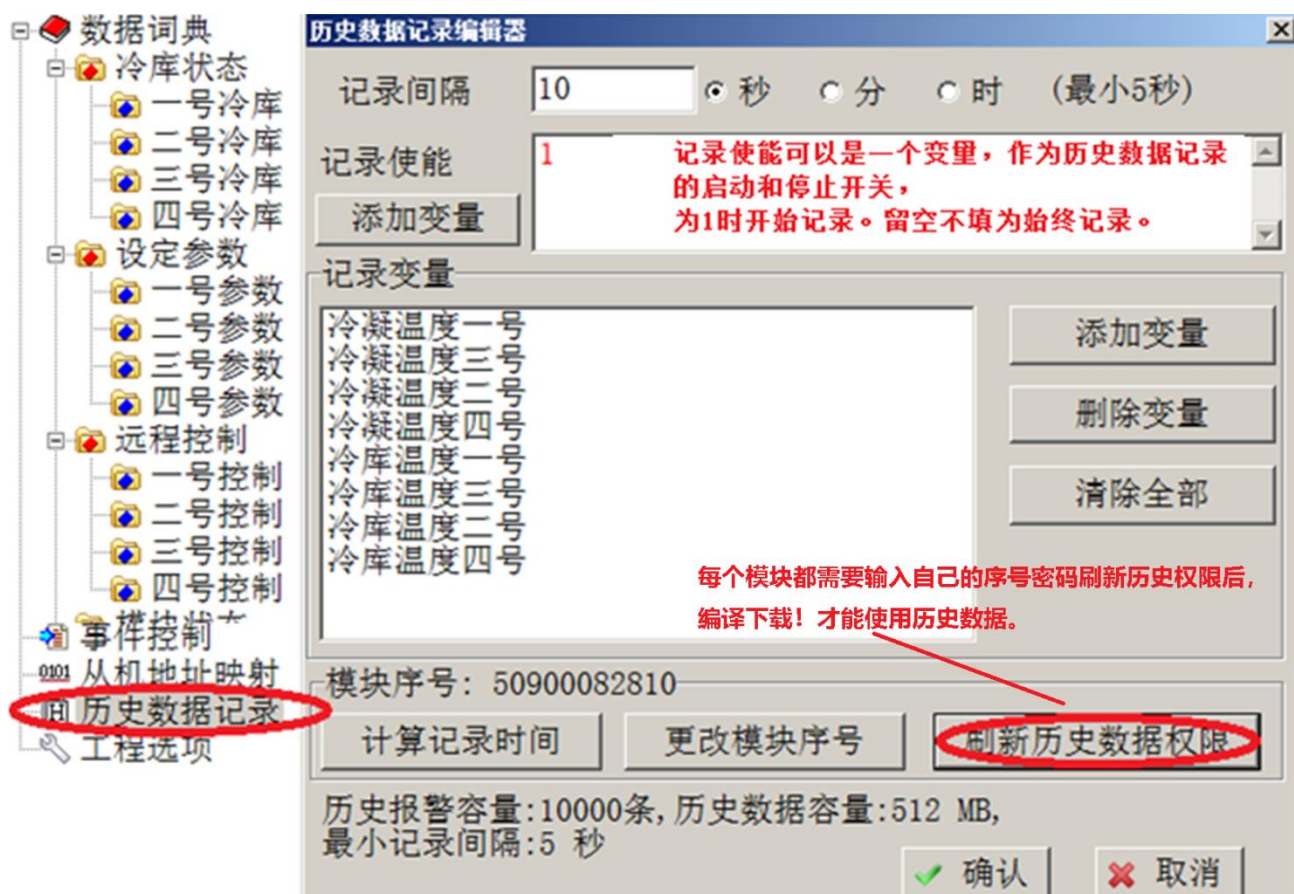 数据词典
冷库状态
一号冷库
二号冷库
三号冷库
四号冷库
设定参数
一号参数
二号参数
三号参数
四号参数
远程控制
一号控制
二号控制
三号控制
四号控制
模块状态
事件控制
0101 从机地址映射
H 历史数据记录
工程选项
历史数据记录编辑器
记录间隔 10 秒 分 时 (最小5秒)
记录使能 1
添加变量
记录使能可以是一个变量，作为历史数据记录
的启动和停止开关，
为1时开始记录。留空不填为始终记录。
记录变量
冷凝温度一号
冷凝温度三号
冷凝温度二号
冷凝温度四号
冷库温度一号
冷库温度三号
冷库温度二号
冷库温度四号
添加变量
删除变量
清除全部
每个模块都需要输入自己的序号密码刷新历史权限后，
编译下载！才能使用历史数据。
模块序号: 50900082810
计算记录时间 更改模块序号 刷新历史数据权限
历史报警容量:10000条,历史数据容量:512 MB,
最小记录间隔:5 秒
确认 取消